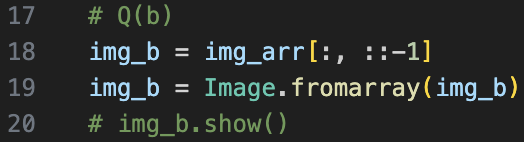 17 # Q(b)
18 img_b = img_arr[:, ::-1]
19 img_b = Image.fromarray(img_b)
20 # img_b.show()